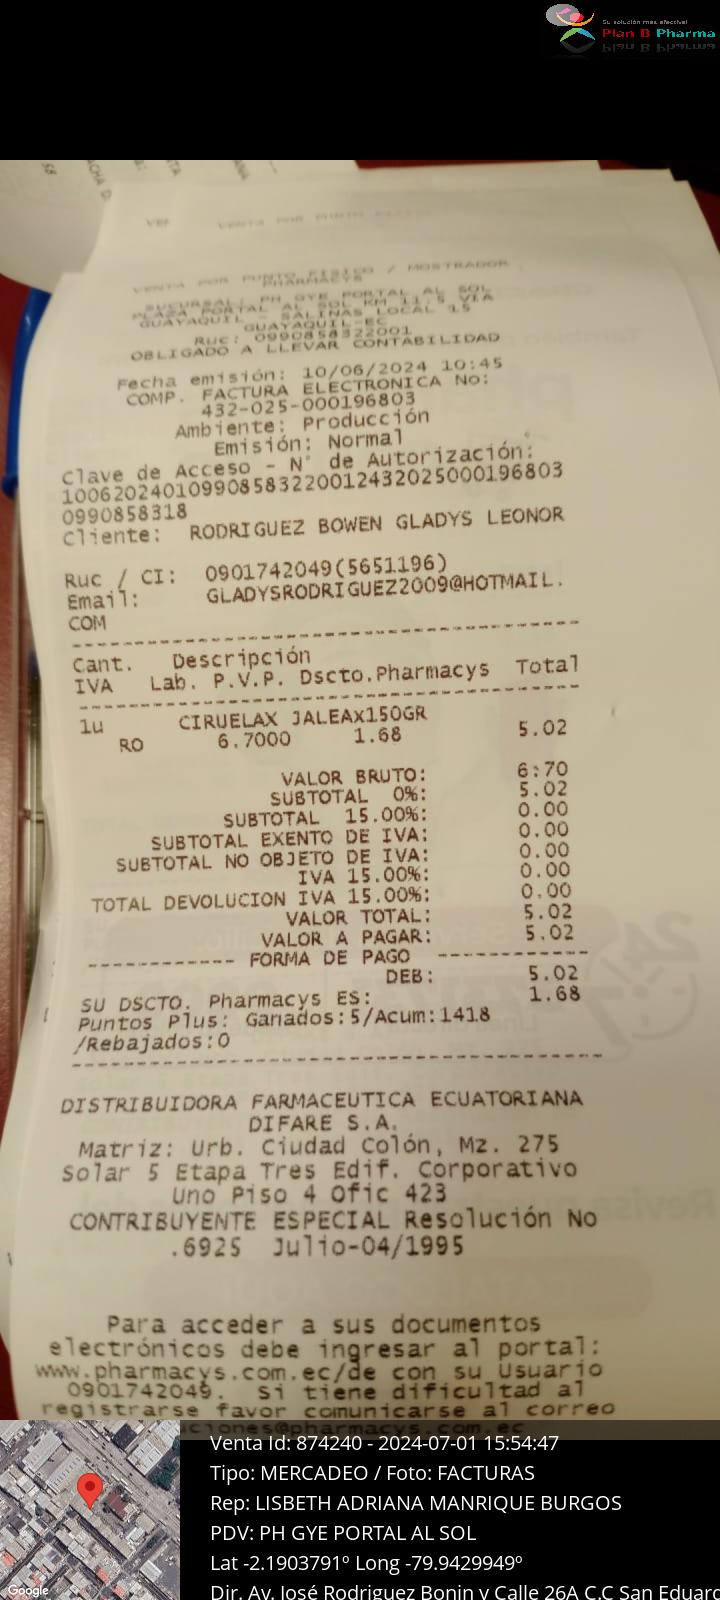 Su solución más efectiva!
Plan B Pharma
VENTA POR PUNTO FISICO / MOSTRADOR
PHARMACYS
SUCURSAL: PH GYE PORTAL AL SOL
PLAZA PORTAL AL SOL KM 11.5 VIA
GUAYAQUIL - SALINAS LOCAL 15
GUAYAQUIL-EC
Ruc: 0990858322001
OBLIGADO A LLEVAR CONTABILIDAD
Fecha emisión: 10/06/2024 10:45
COMP. FACTURA ELECTRONICA No:
432-025-000196803
Ambiente: Producción
Emisión: Normal
Clave de Acceso - N° de Autorización:
100620240109908583220012432025000196803
0990858318
Cliente: RODRIGUEZ BOWEN GLADYS LEONOR
Ruc / CI: 0901742049(5651196)
Email: GLADYSRODRIGUEZ2009@HOTMAIL.
COM
Cant. Descripción
IVA Lab. P.V.P. Dscto.Pharmacys Total
1u CIRUELAX JALEAx150GR
RO 6.7000 1.68 5.02
VALOR BRUTO: 6.70
SUBTOTAL 0%: 5.02
SUBTOTAL 15.00%: 0.00
SUBTOTAL EXENTO DE IVA: 0.00
SUBTOTAL NO OBJETO DE IVA: 0.00
IVA 15.00%: 0.00
TOTAL DEVOLUCION IVA 15.00%: 0.00
VALOR TOTAL: 5.02
VALOR A PAGAR: 5.02
----------- FORMA DE PAGO -----------
DEB: 5.02
SU DSCTO. Pharmacys ES: 1.68
Puntos Plus: Ganados:5/Acum:1418
/Rebajados:0
DISTRIBUIDORA FARMACEUTICA ECUATORIANA
DIFARE S.A.
Matriz: Urb. Ciudad Colón, Mz. 275
Solar 5 Etapa Tres Edif. Corporativo
Uno Piso 4 Ofic 423
CONTRIBUYENTE ESPECIAL Resolución No
.6925 Julio-04/1995
Para acceder a sus documentos
electrónicos debe ingresar al portal:
www.pharmacys.com.ec/de con su Usuario
0901742049. Si tiene dificultad al
registrarse favor comunicarse al correo
Venta Id: 874240 - 2024-07-01 15:54:47
Tipo: MERCADEO / Foto: FACTURAS
Rep: LISBETH ADRIANA MANRIQUE BURGOS
PDV: PH GYE PORTAL AL SOL
Lat -2.1903791º Long -79.9429949º
Dir. Av. José Rodriguez Bonin y Calle 26A C.C San Eduard
Google